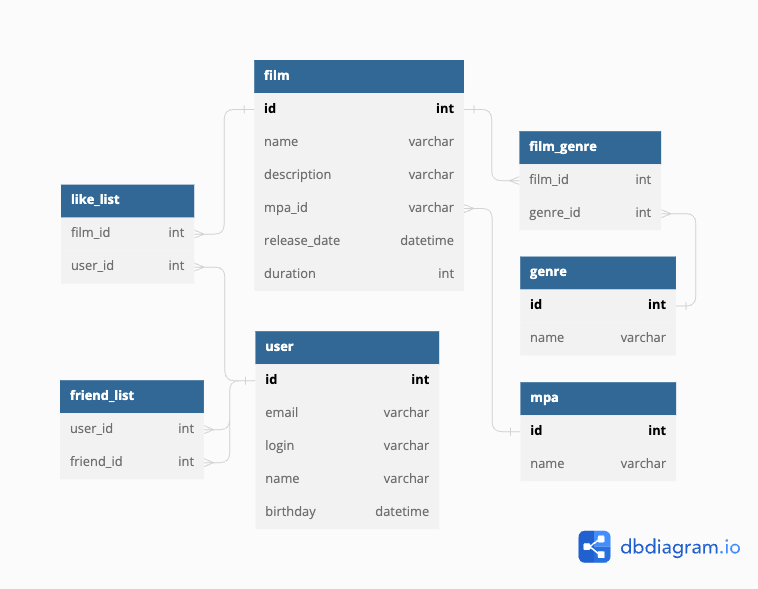 film
id int
name varchar
description varchar
mpa_id varchar
release_date datetime
duration int
film_genre
film_id int
genre_id int
like_list
film_id int
user_id int
genre
id int
name varchar
user
id int
email varchar
login varchar
name varchar
birthday datetime
friend_list
user_id int
friend_id int
mpa
id int
name varchar
dbdiagram.io